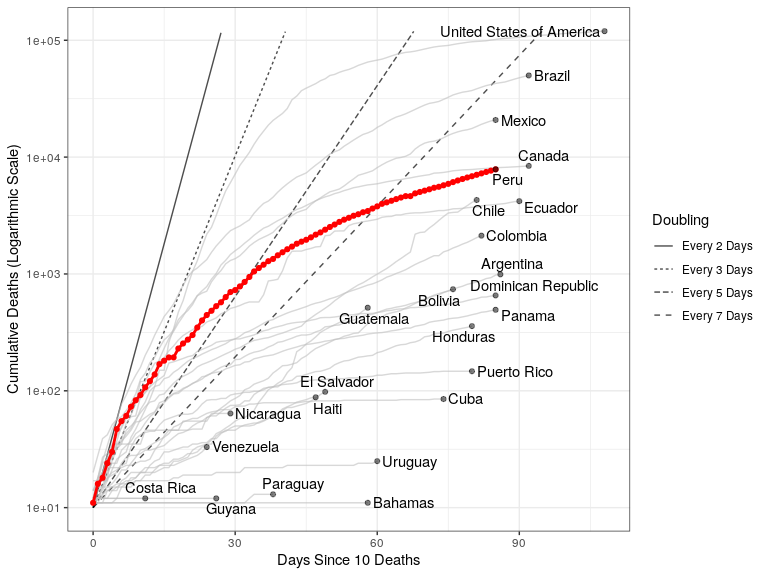 Cumulative Deaths (Logarithmic Scale)
1e+05
1e+04
1e+03
1e+02
1e+01
United States of America
Brazil
Mexico
Canada
Peru
Chile
Ecuador
Colombia
Argentina
Dominican Republic
Bolivia
Guatemala
Panama
Honduras
El Salvador
Puerto Rico
Haiti
Cuba
Nicaragua
Venezuela
Uruguay
Costa Rica
Paraguay
Guyana
Bahamas
0
30
60
90
Days Since 10 Deaths
Doubling
Every 2 Days
Every 3 Days
Every 5 Days
Every 7 Days